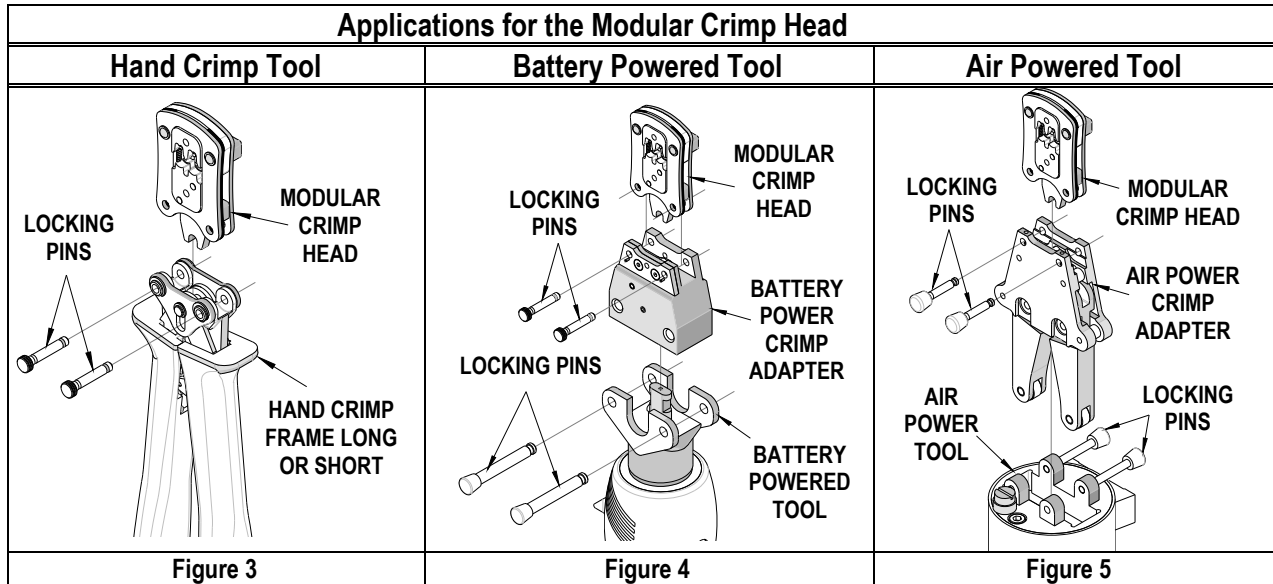 Applications for the Modular Crimp Head
Hand Crimp Tool
Battery Powered Tool
Air Powered Tool
LOCKING
PINS
MODULAR
CRIMP
HEAD
HAND CRIMP
FRAME LONG
OR SHORT
LOCKING
PINS
MODULAR
CRIMP
HEAD
BATTERY
POWER
CRIMP
ADAPTER
LOCKING PINS
BATTERY
POWERED
TOOL
LOCKING
PINS
MODULAR
CRIMP HEAD
AIR POWER
CRIMP
ADAPTER
AIR
POWER
TOOL
LOCKING
PINS
Figure 3
Figure 4
Figure 5